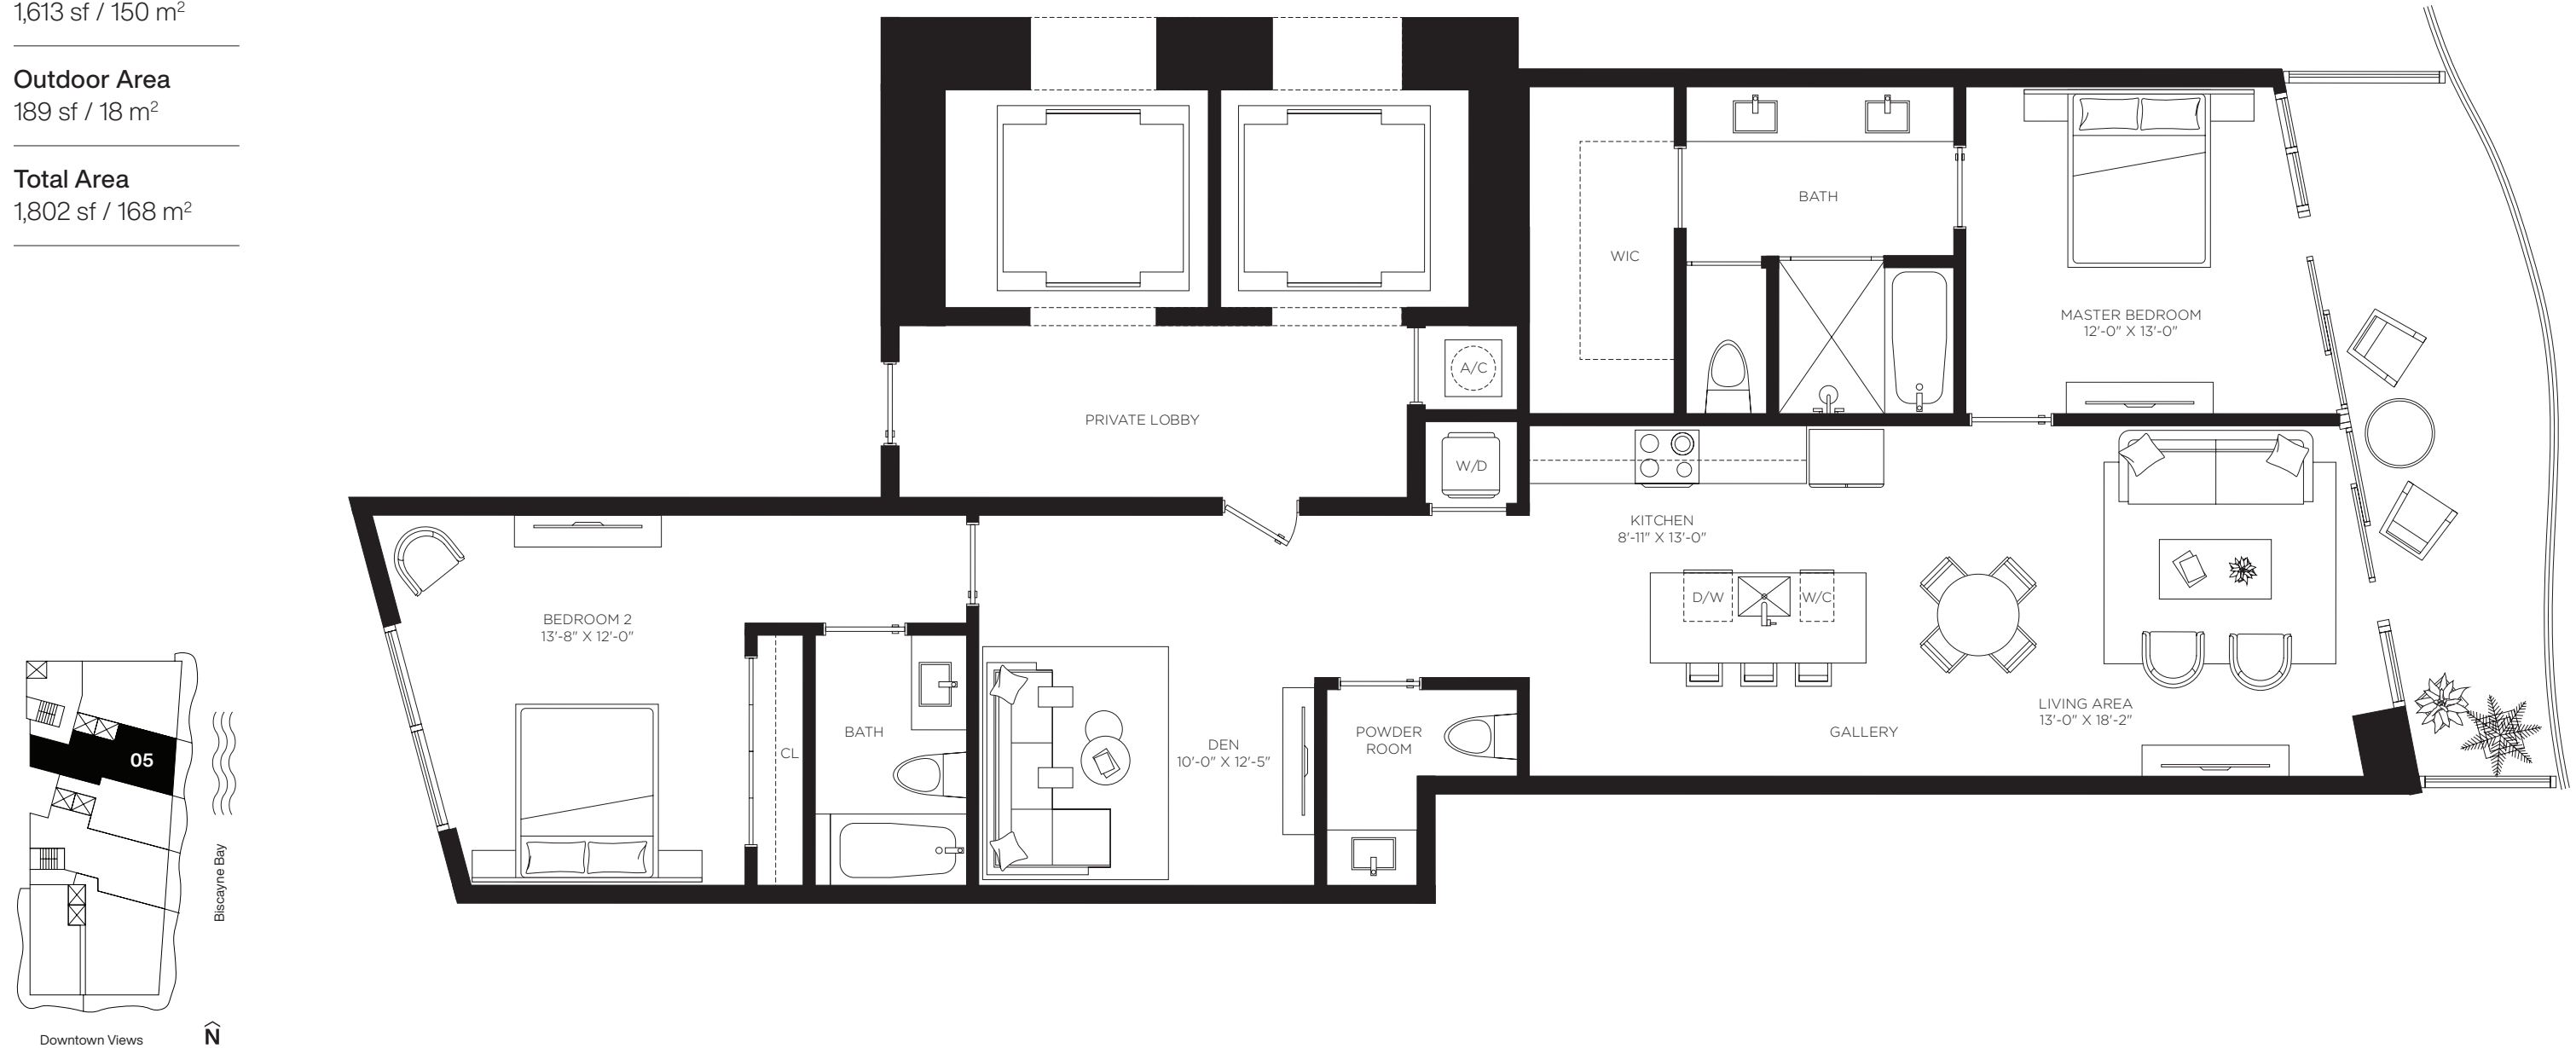 1,613 sf / 150 m²
Outdoor Area
189 sf / 18 m²
Total Area
1,802 sf / 168 m²
BATH
WIC
MASTER BEDROOM
12'-0" X 13'-0"
A/C
PRIVATE LOBBY
W/D
KITCHEN
8'-11" X 13'-0"
D/W
W/C
BEDROOM 2
13'-8" X 12'-0"
LIVING AREA
13'-0" X 18'-2"
GALLERY
BATH
CL
DEN
10'-0" X 12'-5"
POWDER
ROOM
05
Biscayne Bay
Downtown Views
N